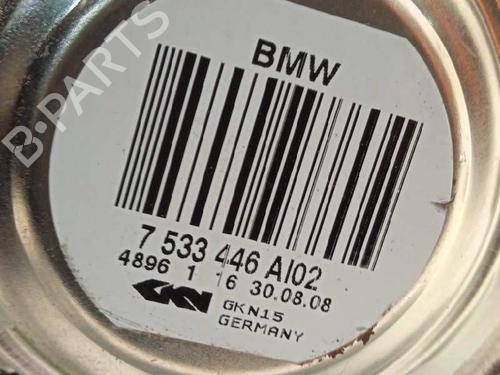 BMW
7 533 446 AI02
4896 1 16 30.08.08
GKN
GKN15
GERMANY
B-PARTS